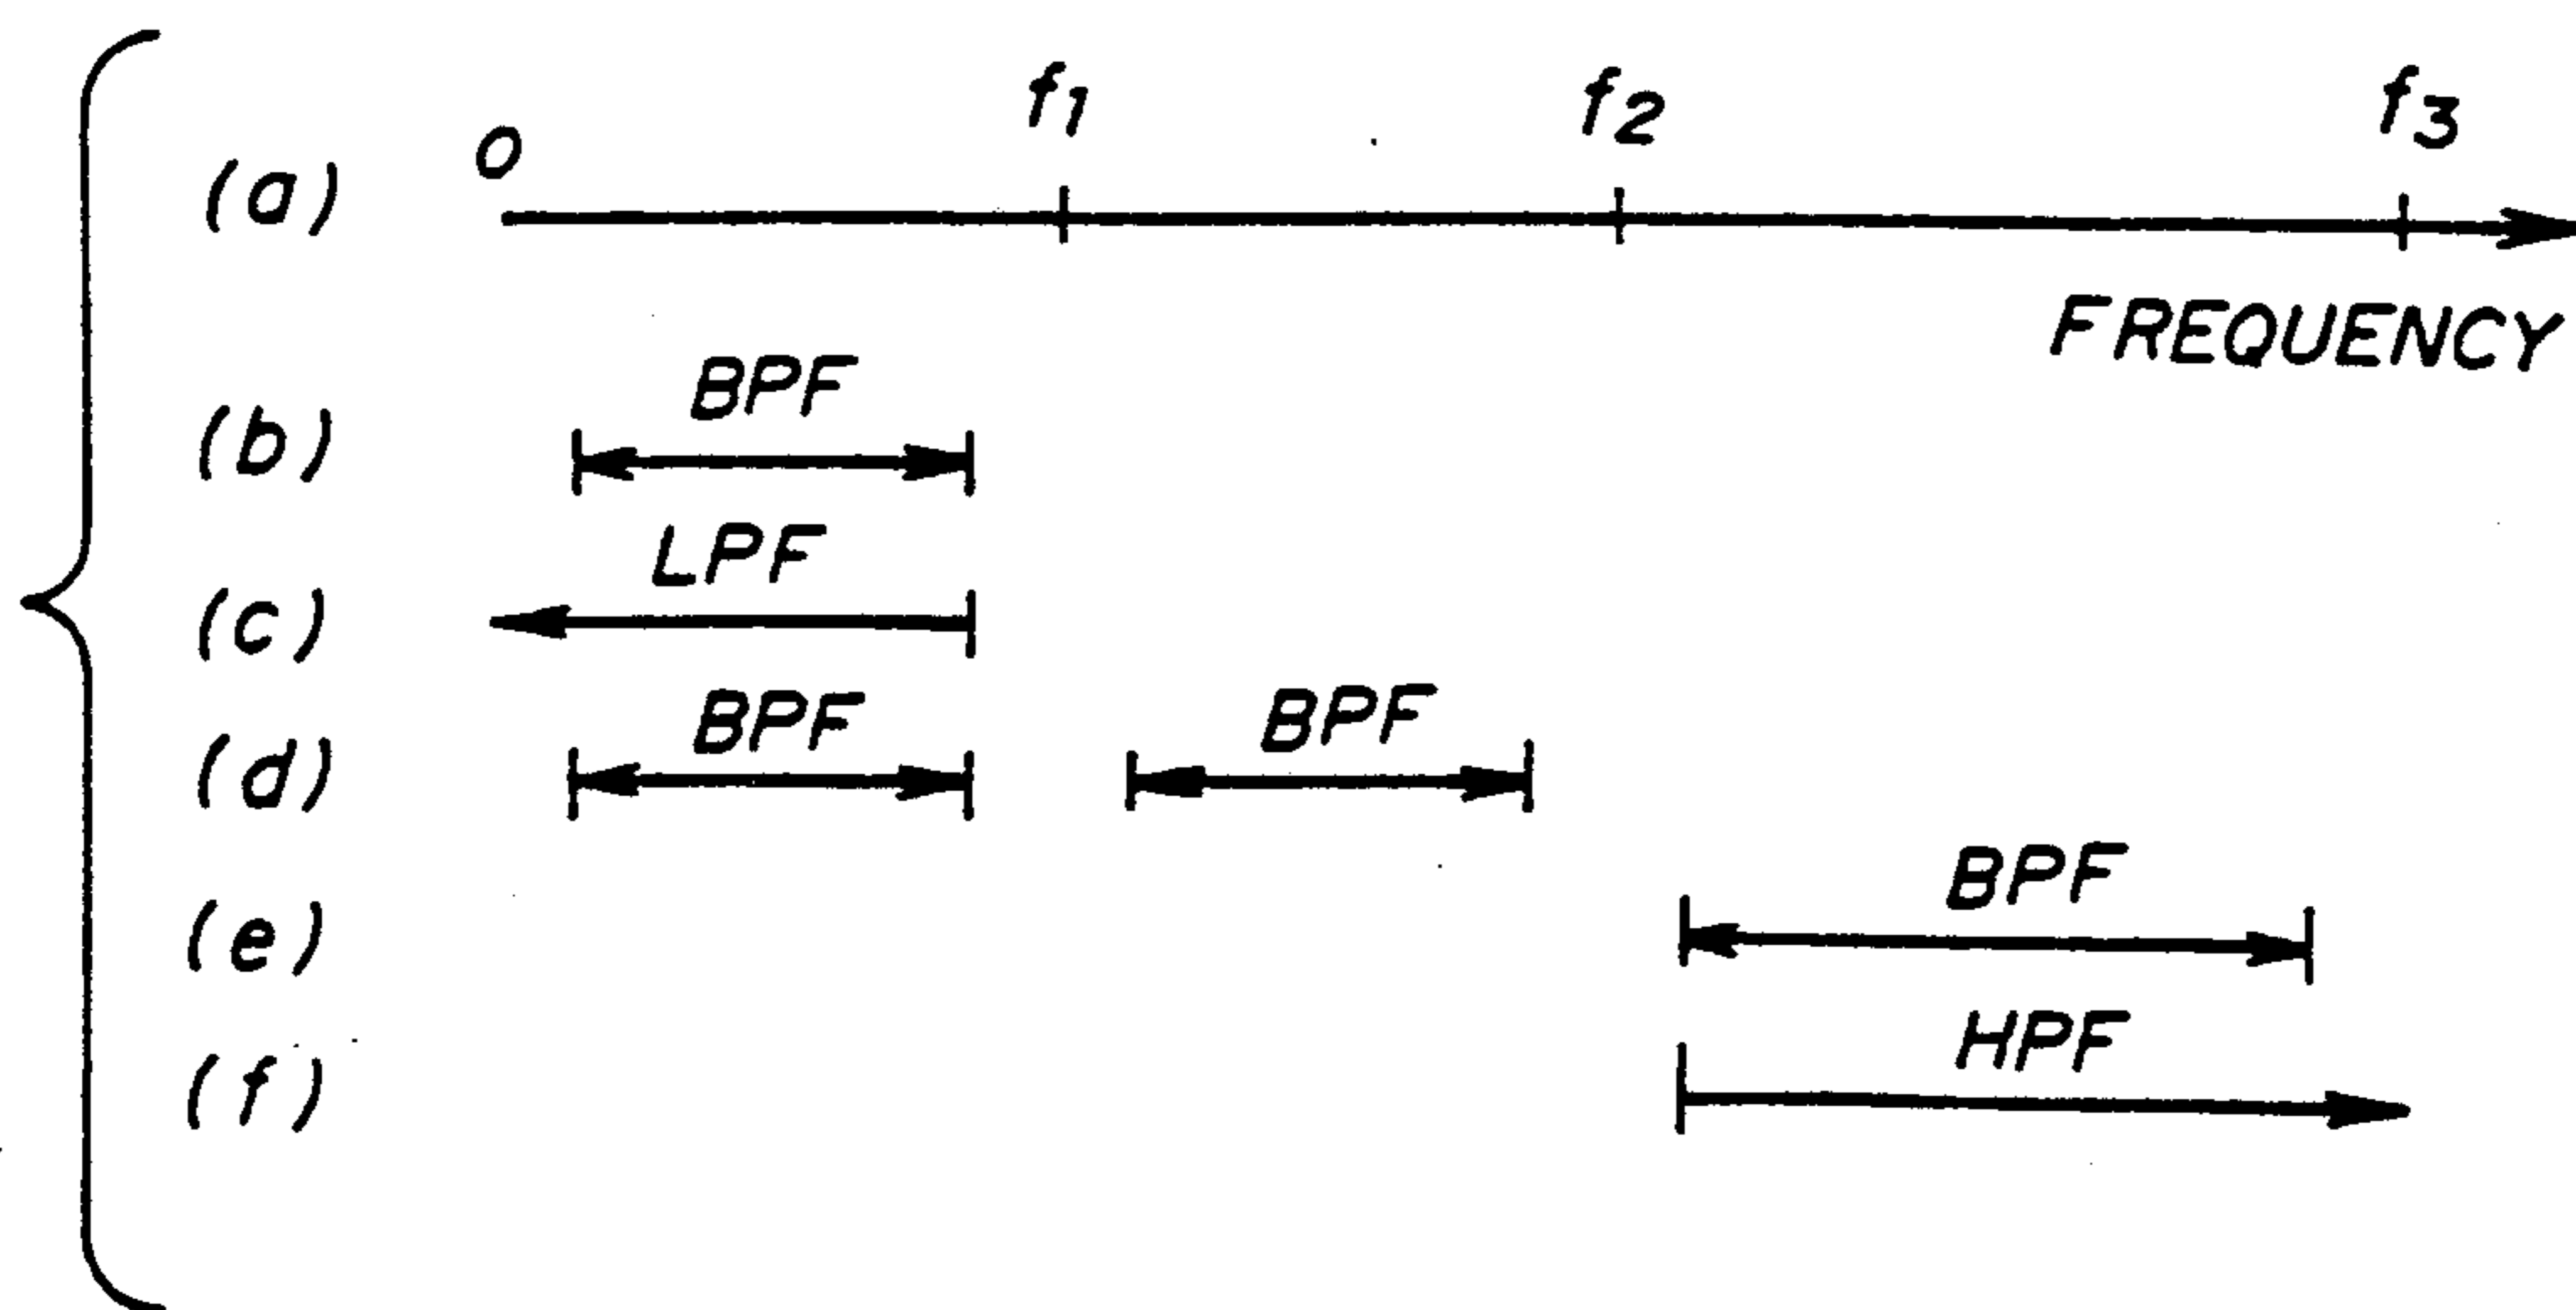 (a) 0 f1 f2 f3
FREQUENCY
(b) BPF
(c) LPF
(d) BPF BPF
(e) BPF
(f) HPF